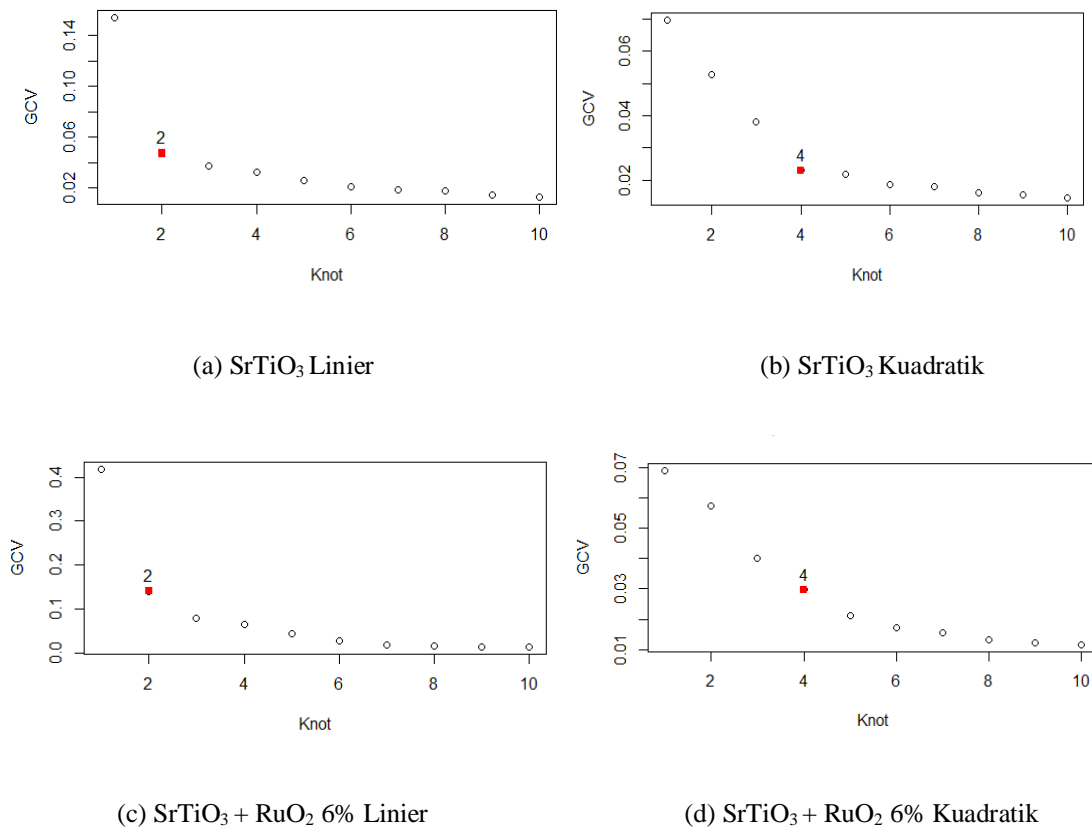 GCV
0.02 0.06 0.10 0.14
2
2 4 6 8 10
Knot
(a) SrTiO₃ Linier
GCV
0.02 0.04 0.06
4
2 4 6 8 10
Knot
(b) SrTiO₃ Kuadratik
GCV
0.0 0.1 0.2 0.3 0.4
2
2 4 6 8 10
Knot
(c) SrTiO₃ + RuO₂ 6% Linier
GCV
0.01 0.03 0.05 0.07
4
2 4 6 8 10
Knot
(d) SrTiO₃ + RuO₂ 6% Kuadratik